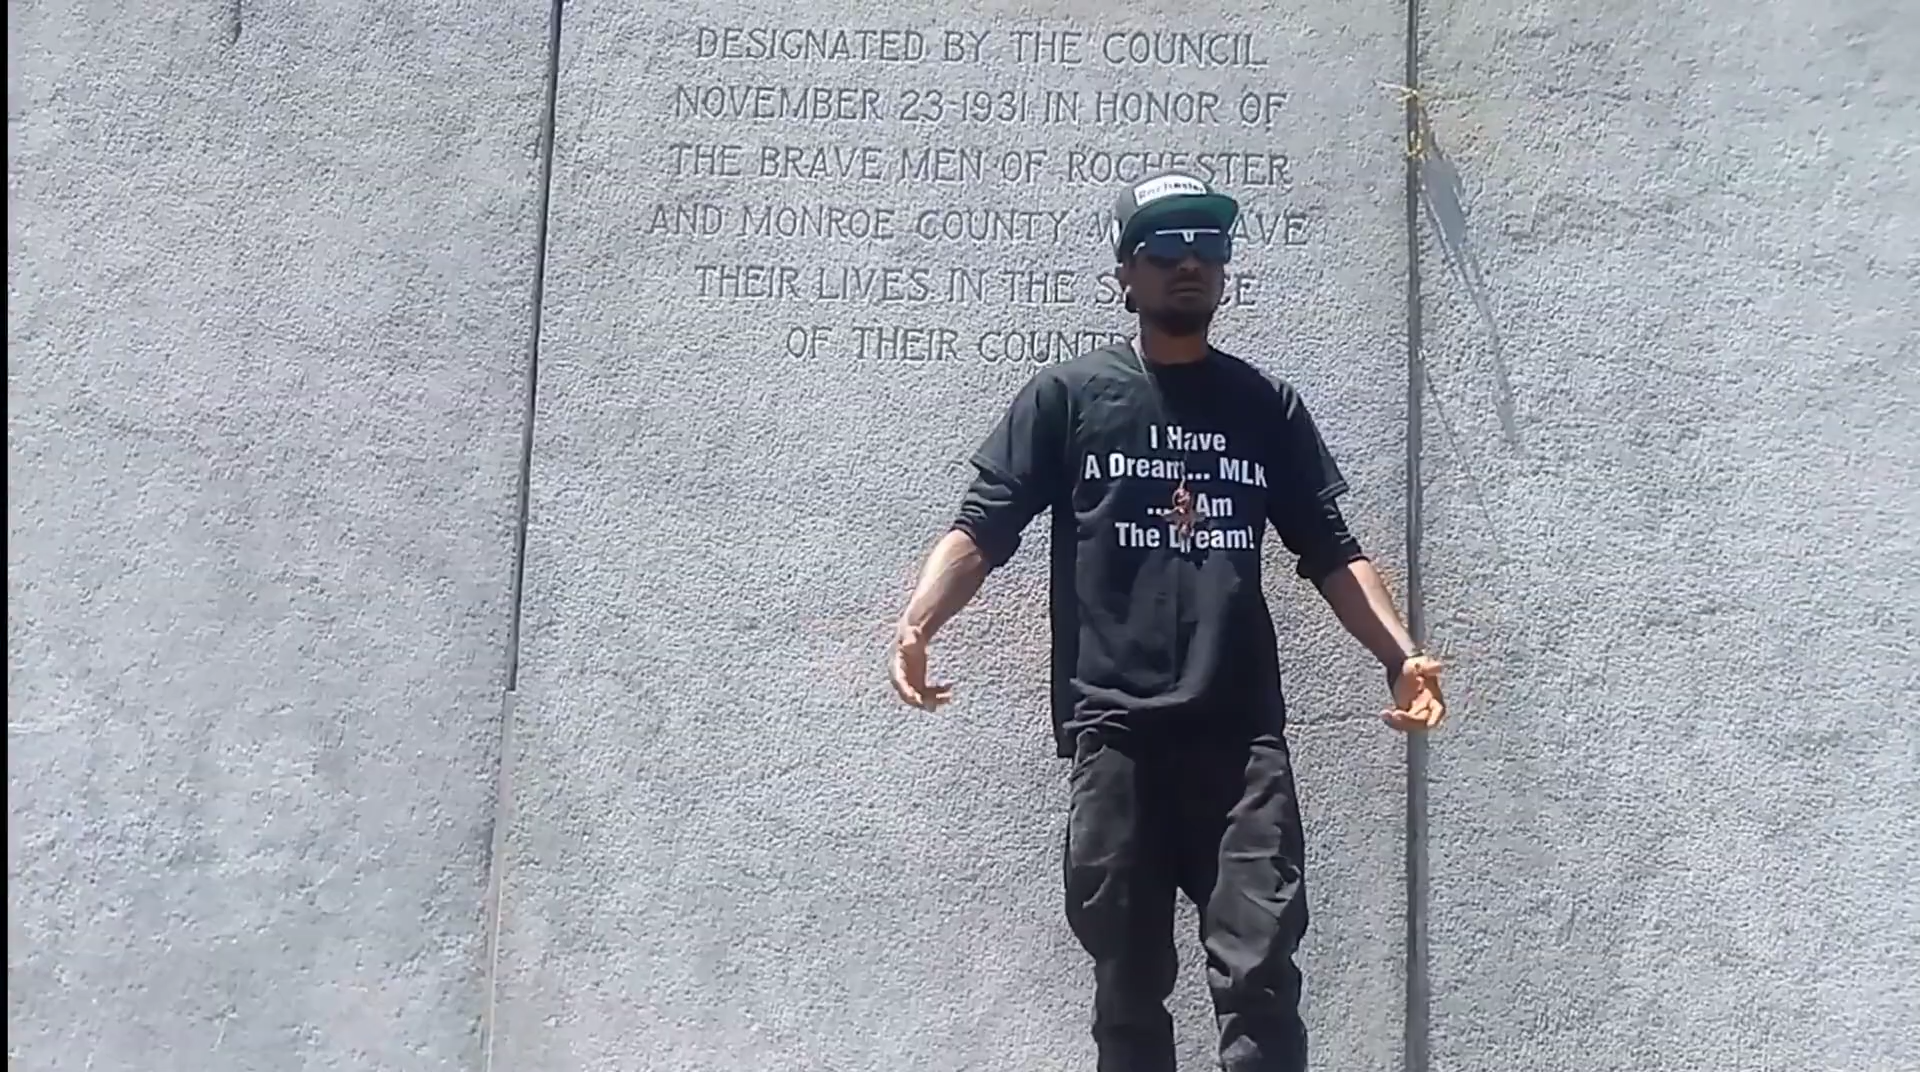 DESIGNATED BY THE COUNCIL
NOVEMBER 23-1931 IN HONOR OF
THE BRAVE MEN OF ROCHESTER
AND MONROE COUNTY
THEIR LIVES IN THE
OF THEIR
Rochester
I Have
A Dream... MLK
... Am
The Dream!